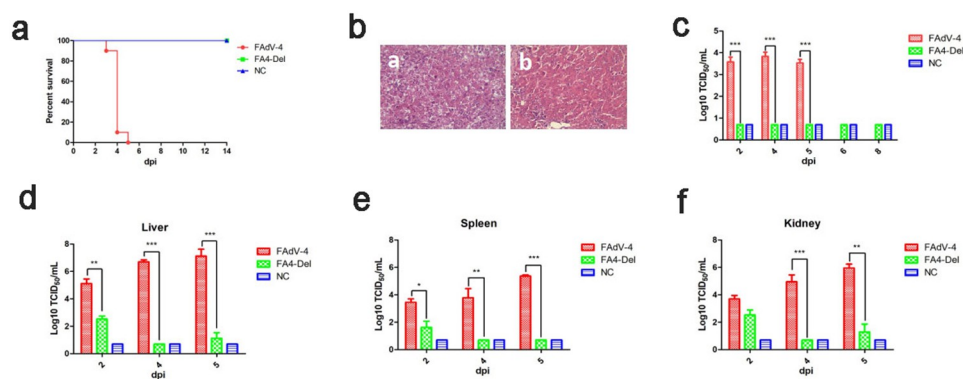 a
Percent survival
100
80
60
40
20
0
0 2 4 6 8 10 12 14
dpi
FAdV-4
FA4-Del
NC
b
a
b
c
Log10 TCID50/mL
6
4
2
0
*** *** ***
2 4 5 6 8
dpi
FAdV-4
FA4-Del
NC
d
Liver
Log10 TCID50/mL
8
6
4
2
0
** *** ***
2 4 5
dpi
FAdV-4
FA4-Del
NC
e
Spleen
Log10 TCID50/mL
8
6
4
2
0
* ** ***
2 4 5
dpi
FAdV-4
FA4-Del
NC
f
Kidney
Log10 TCID50/mL
8
6
4
2
0
*** **
2 4 5
dpi
FAdV-4
FA4-Del
NC